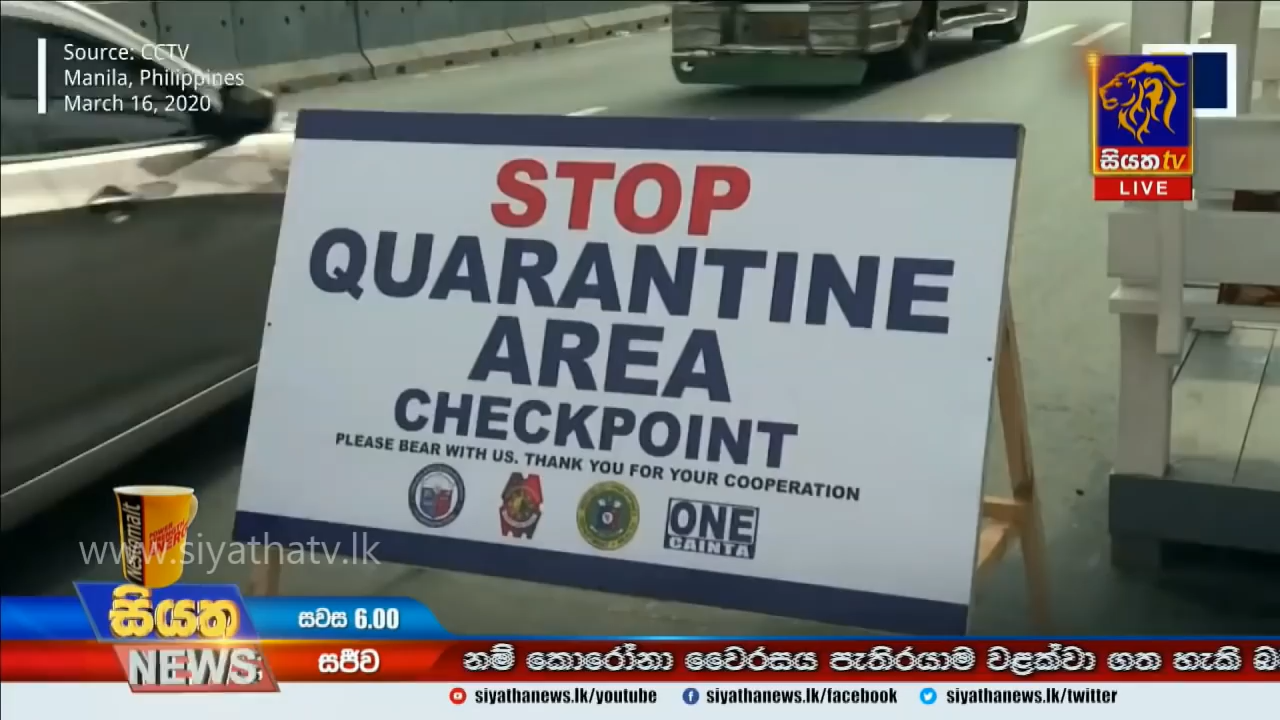 Source: CCTV
Manila, Philippines
March 16, 2020
සියත tv
LIVE
STOP
QUARANTINE
AREA
CHECKPOINT
PLEASE BEAR WITH US. THANK YOU FOR YOUR COOPERATION
ONE
CAINTA
Nestomalt
www.siyathatv.lk
සියත
NEWS
සවස 6.00
සජීව
නම් කොරෝනා වෛරසය පැතිරයාම වළක්වා ගත හැකි බ
siyathanews.lk/youtube
siyathanews.lk/facebook
siyathanews.lk/twitter